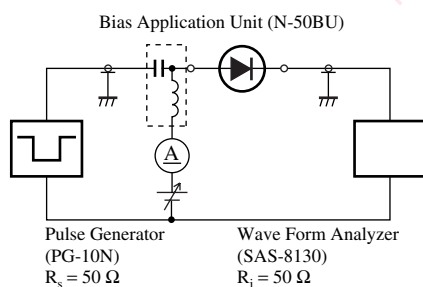 Bias Application Unit (N-50BU)
A
Pulse Generator
(PG-10N)
Rs = 50 Ω
Wave Form Analyzer
(SAS-8130)
Ri = 50 Ω